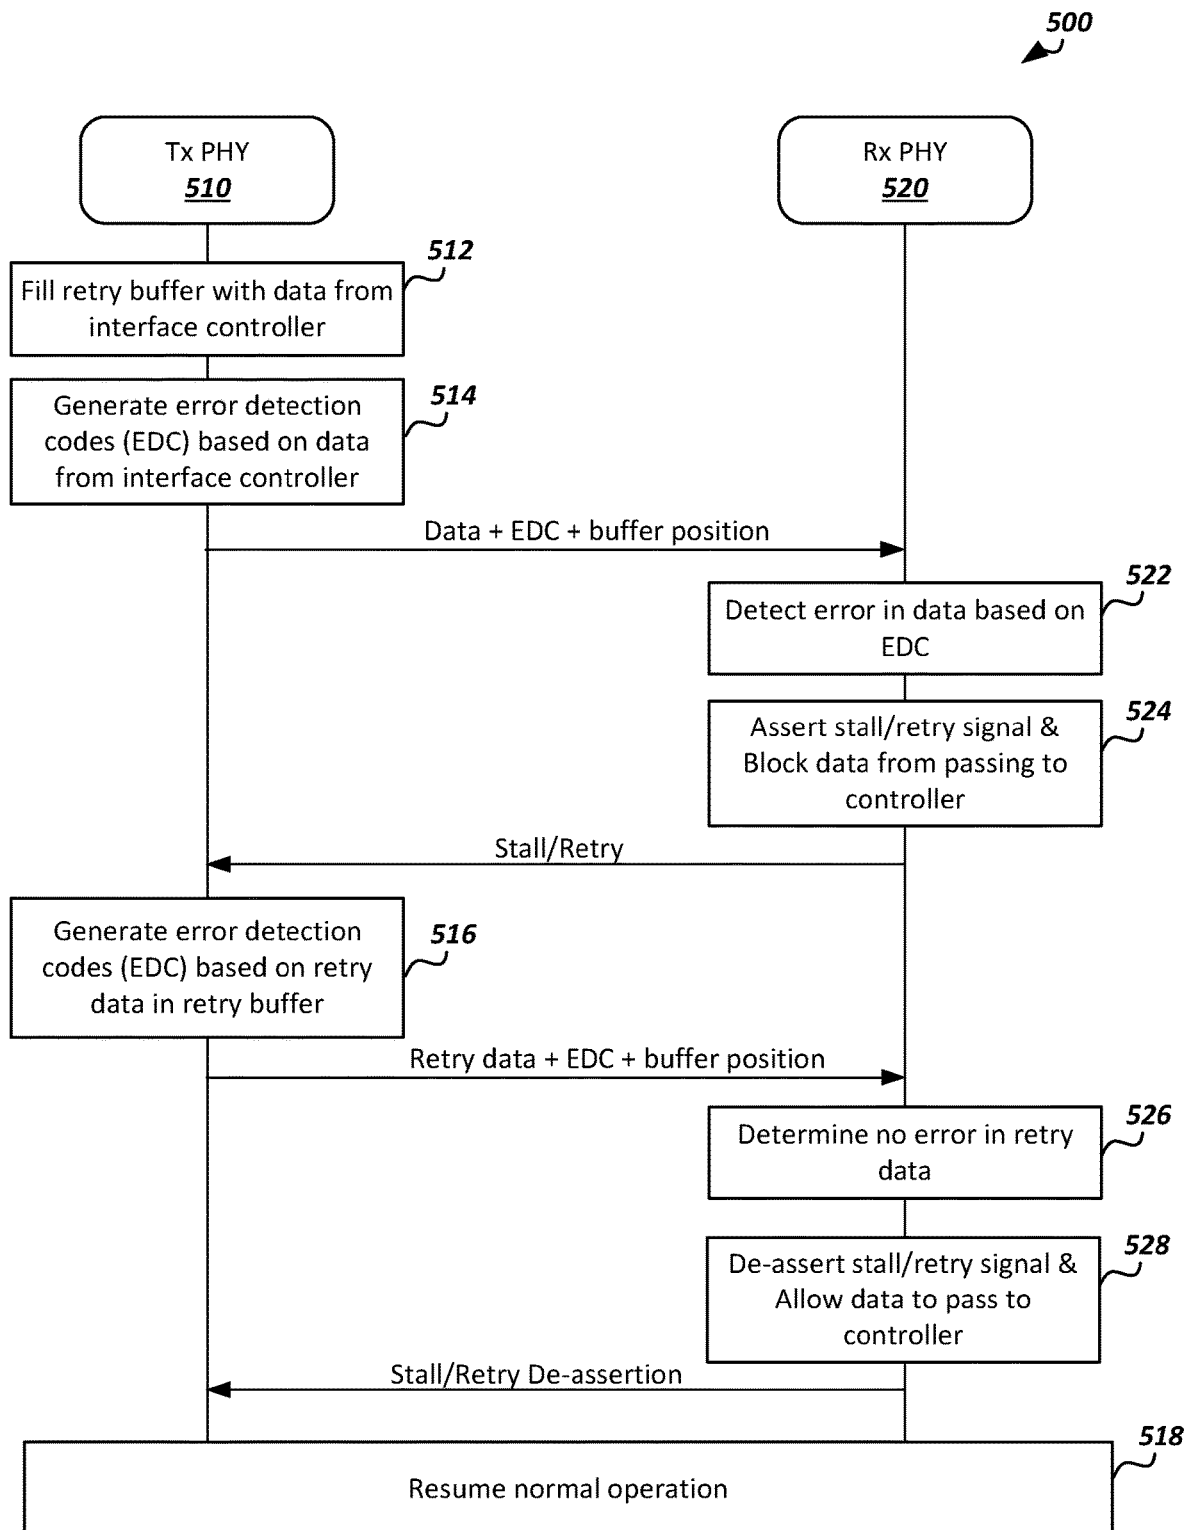 500
Tx PHY
510
Rx PHY
520
512
Fill retry buffer with data from
interface controller
514
Generate error detection
codes (EDC) based on data
from interface controller
Data + EDC + buffer position
522
Detect error in data based on
EDC
524
Assert stall/retry signal &
Block data from passing to
controller
Stall/Retry
516
Generate error detection
codes (EDC) based on retry
data in retry buffer
Retry data + EDC + buffer position
526
Determine no error in retry
data
528
De-assert stall/retry signal &
Allow data to pass to
controller
Stall/Retry De-assertion
518
Resume normal operation